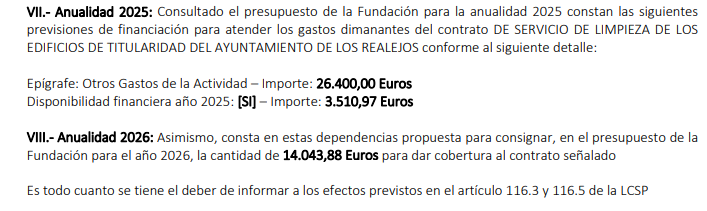 VII.- Anualidad 2025: Consultado el presupuesto de la Fundación para la anualidad 2025 constan las siguientes
previsiones de financiación para atender los gastos dimanantes del contrato DE SERVICIO DE LIMPIEZA DE LOS
EDIFICIOS DE TITULARIDAD DEL AYUNTAMIENTO DE LOS REALEJOS conforme al siguiente detalle:
Epígrafe: Otros Gastos de la Actividad – Importe: 26.400,00 Euros
Disponibilidad financiera año 2025: [SI] – Importe: 3.510,97 Euros
VIII.- Anualidad 2026: Asimismo, consta en estas dependencias propuesta para consignar, en el presupuesto de la
Fundación para el año 2026, la cantidad de 14.043,88 Euros para dar cobertura al contrato señalado
Es todo cuanto se tiene el deber de informar a los efectos previstos en el artículo 116.3 y 116.5 de la LCSP